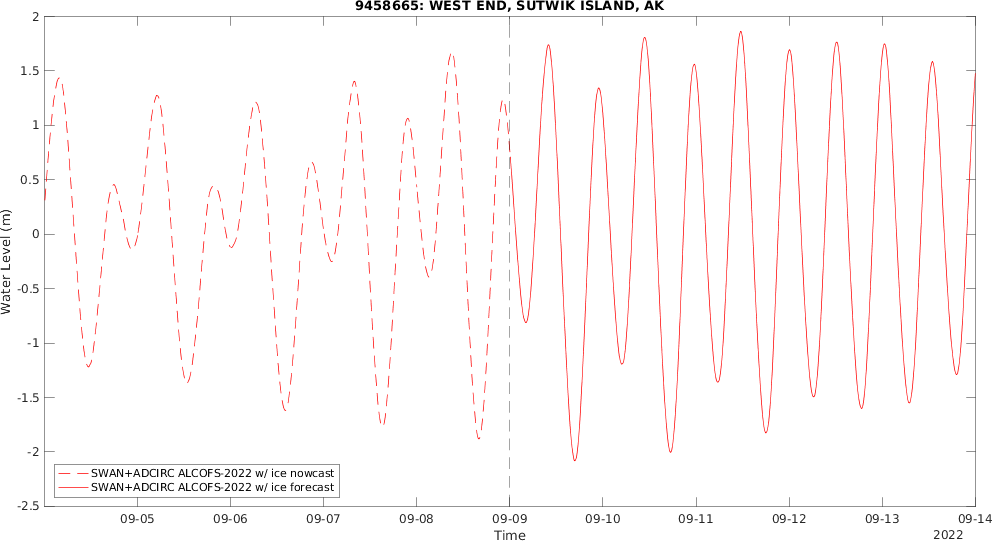 9458665: WEST END, SUTWIK ISLAND, AK
2
1.5
1
0.5
0
-0.5
-1
-1.5
-2
-2.5
Water Level (m)
SWAN+ADCIRC ALCOFS-2022 w/ ice nowcast
SWAN+ADCIRC ALCOFS-2022 w/ ice forecast
09-05 09-06 09-07 09-08 09-09 09-10 09-11 09-12 09-13 09-14
Time
2022